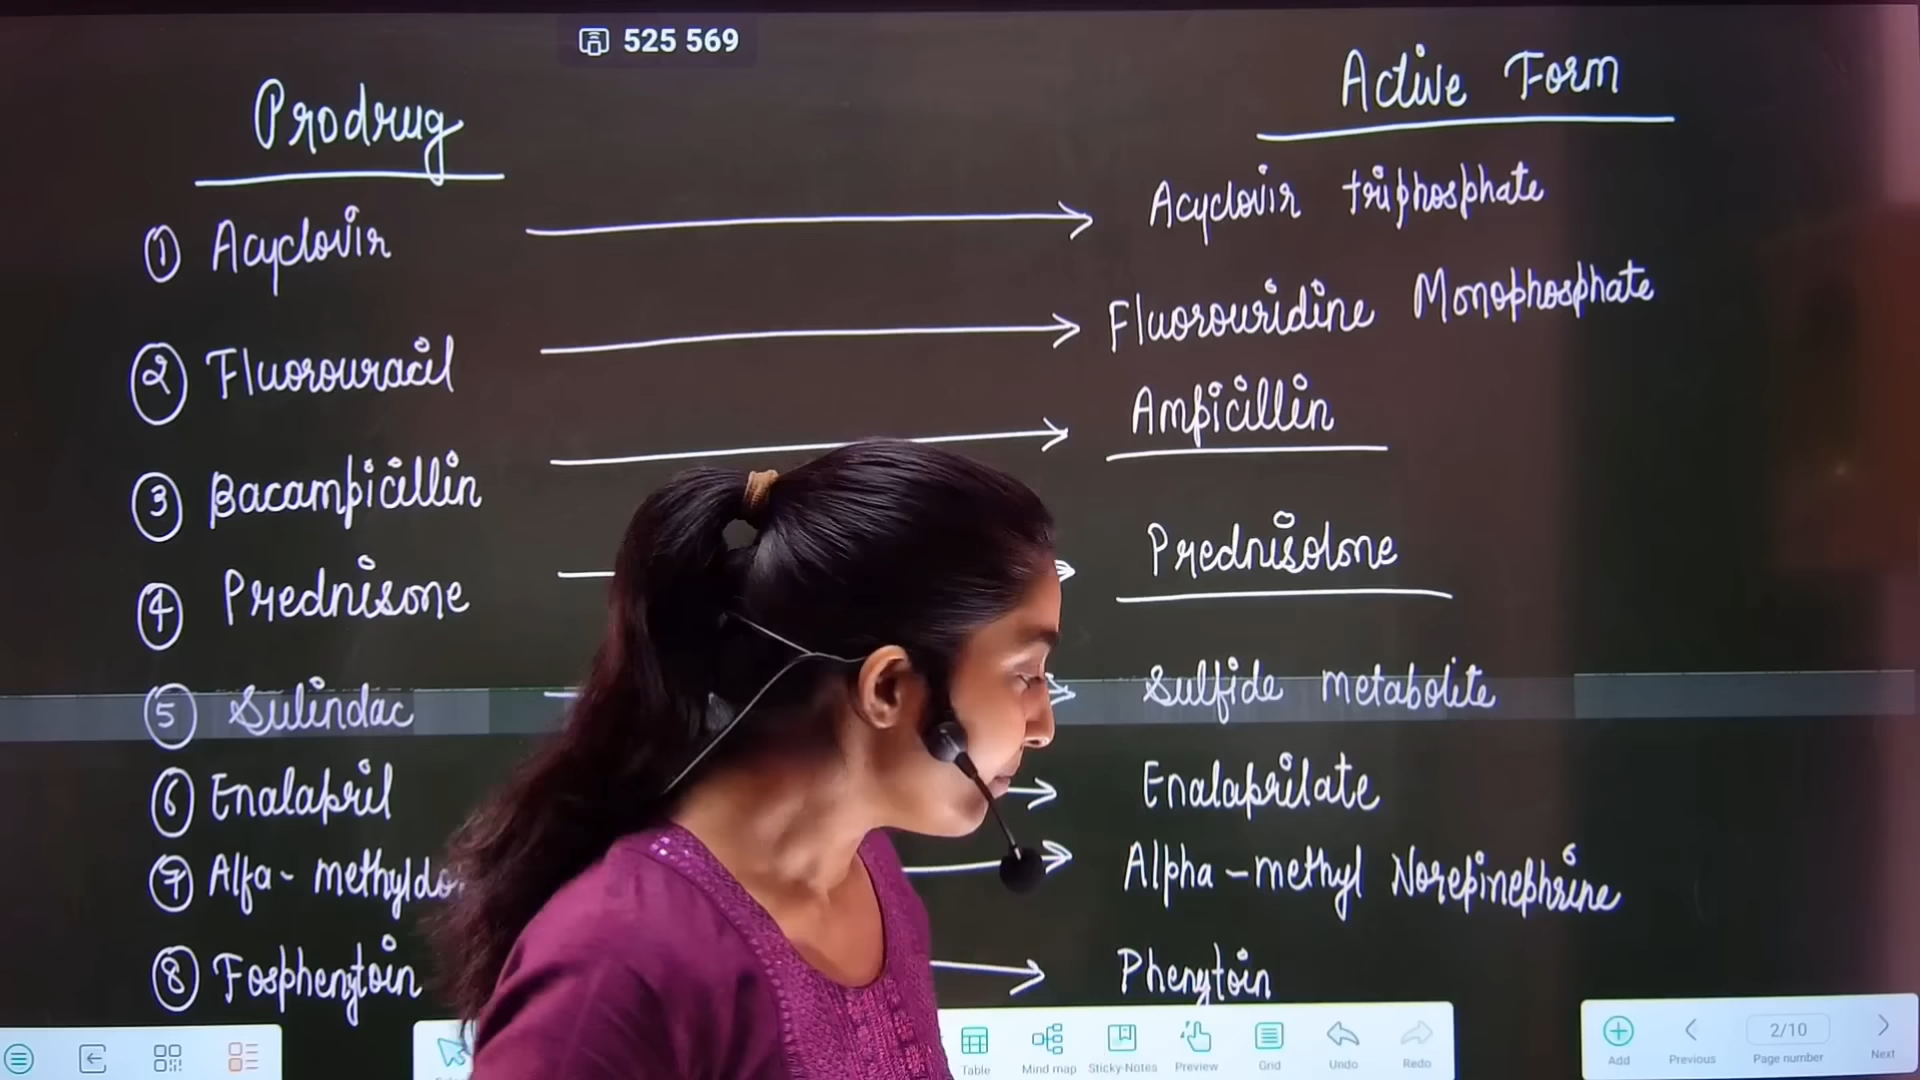 525 569
Prodrug
Active Form
① Acyclovir → Acyclovir triphosphate
② Fluorouracil → Fluorouridine Monophosphate
③ Bacampicillin → Ampicillin
④ Prednisone → Prednisolone
⑤ Sulindac → Sulfide metabolite
⑥ Enalapril → Enalaprilate
⑦ Alfa-methyldo → Alpha-methyl Norepinephrine
⑧ Fosphenytoin → Phenytoin
Table Mind map Sticky-Notes Preview Grid Undo Redo
Add Previous 2/10 Page number Next